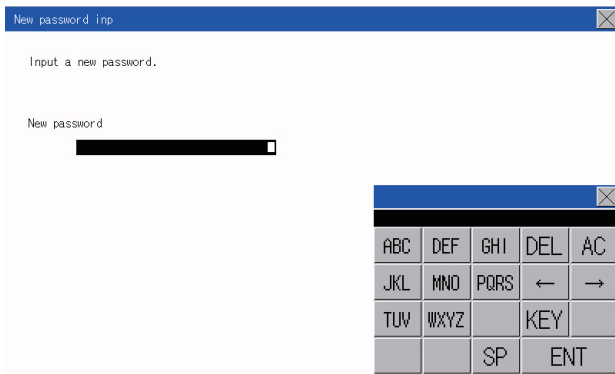 New password inp
Input a new password.
New password
ABC DEF GHI DEL AC
JKL MNO PQRS ← →
TUV WXYZ KEY
SP ENT